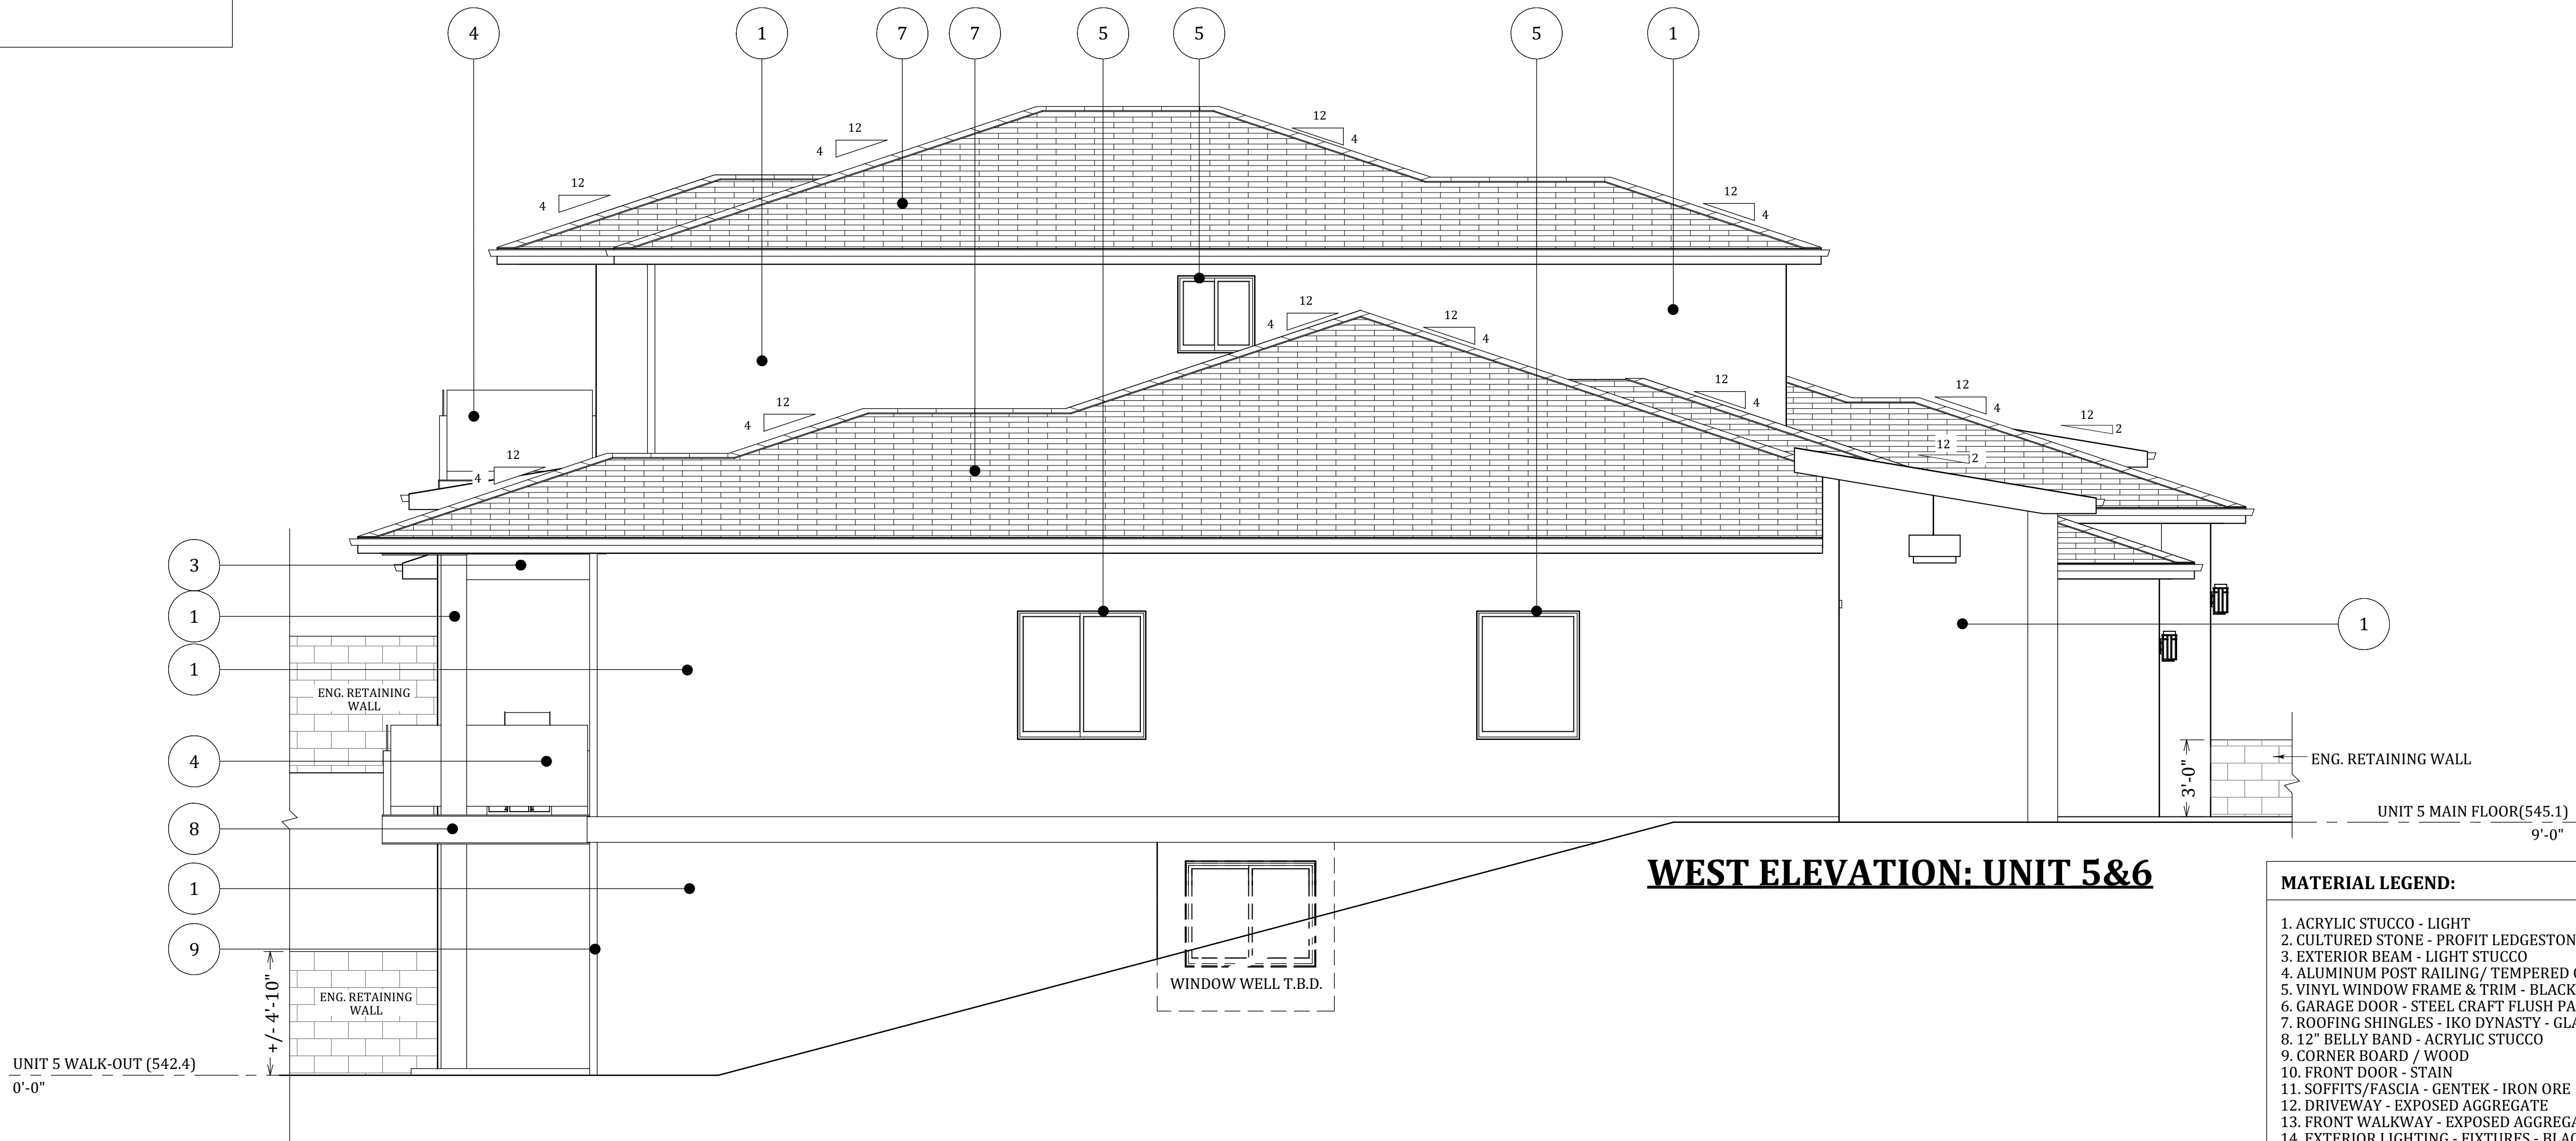 4 1 7 7 5 5 5 1
12
4
12
4
12
4
12
4
12
4
12
4
12
4
12
4
12
4
12
2
12
4
12
2
3
1
1
4
8
1
9
1
ENG. RETAINING
WALL
ENG. RETAINING WALL
3'-0"
UNIT 5 MAIN FLOOR(545.1)
9'-0"
WEST ELEVATION: UNIT 5&6
WINDOW WELL T.B.D.
ENG. RETAINING
WALL
+/- 4'-10"
UNIT 5 WALK-OUT (542.4)
0'-0"
MATERIAL LEGEND:
1. ACRYLIC STUCCO - LIGHT
2. CULTURED STONE - PROFIT LEDGESTON
3. EXTERIOR BEAM - LIGHT STUCCO
4. ALUMINUM POST RAILING/ TEMPERED
5. VINYL WINDOW FRAME & TRIM - BLACK
6. GARAGE DOOR - STEEL CRAFT FLUSH PA
7. ROOFING SHINGLES - IKO DYNASTY - GLA
8. 12" BELLY BAND - ACRYLIC STUCCO
9. CORNER BOARD / WOOD
10. FRONT DOOR - STAIN
11. SOFFITS/FASCIA - GENTEK - IRON ORE
12. DRIVEWAY - EXPOSED AGGREGATE
13. FRONT WALKWAY - EXPOSED AGGREGA
14. EXTERIOR LIGHTING - FIXTURES - BLAC